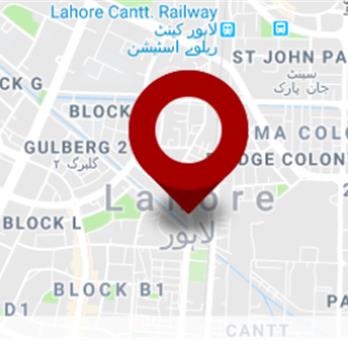 Lahore Cantt. Railway
لاہور کینٹ
ریلوے اسٹیشن
ST JOHN PA
سینٹ
جان پارک
CK G
BLOCK
MA COLO
GULBERG 2
گلبرگ ۲
DGE COLON
Lahore
لاہور
BLOCK L
BLOCK B1
D1
PA
CANTT